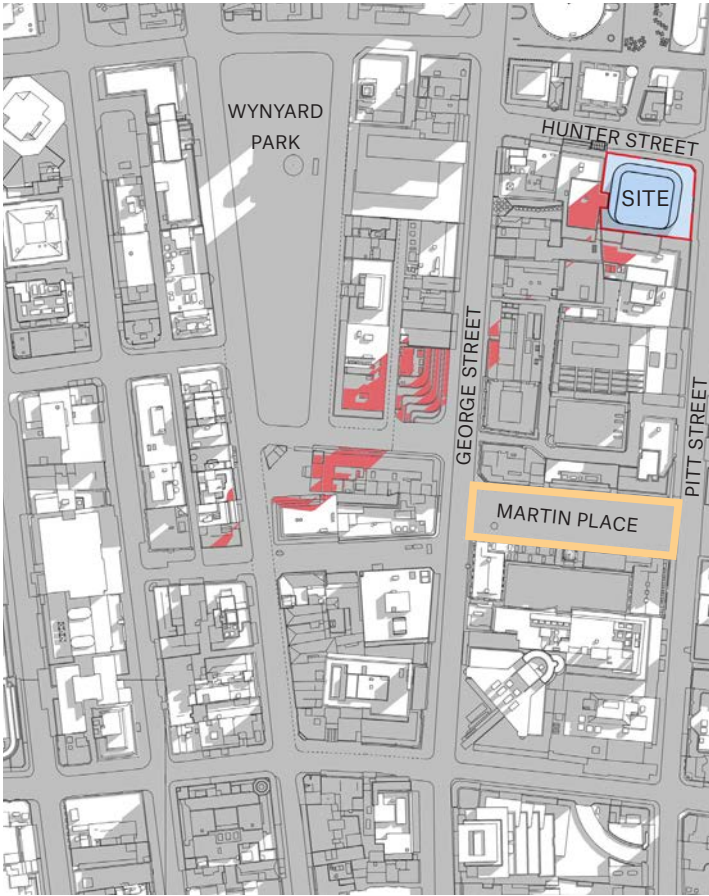 WYNYARD
PARK
HUNTER STREET
SITE
GEORGE STREET
PITT STREET
MARTIN PLACE